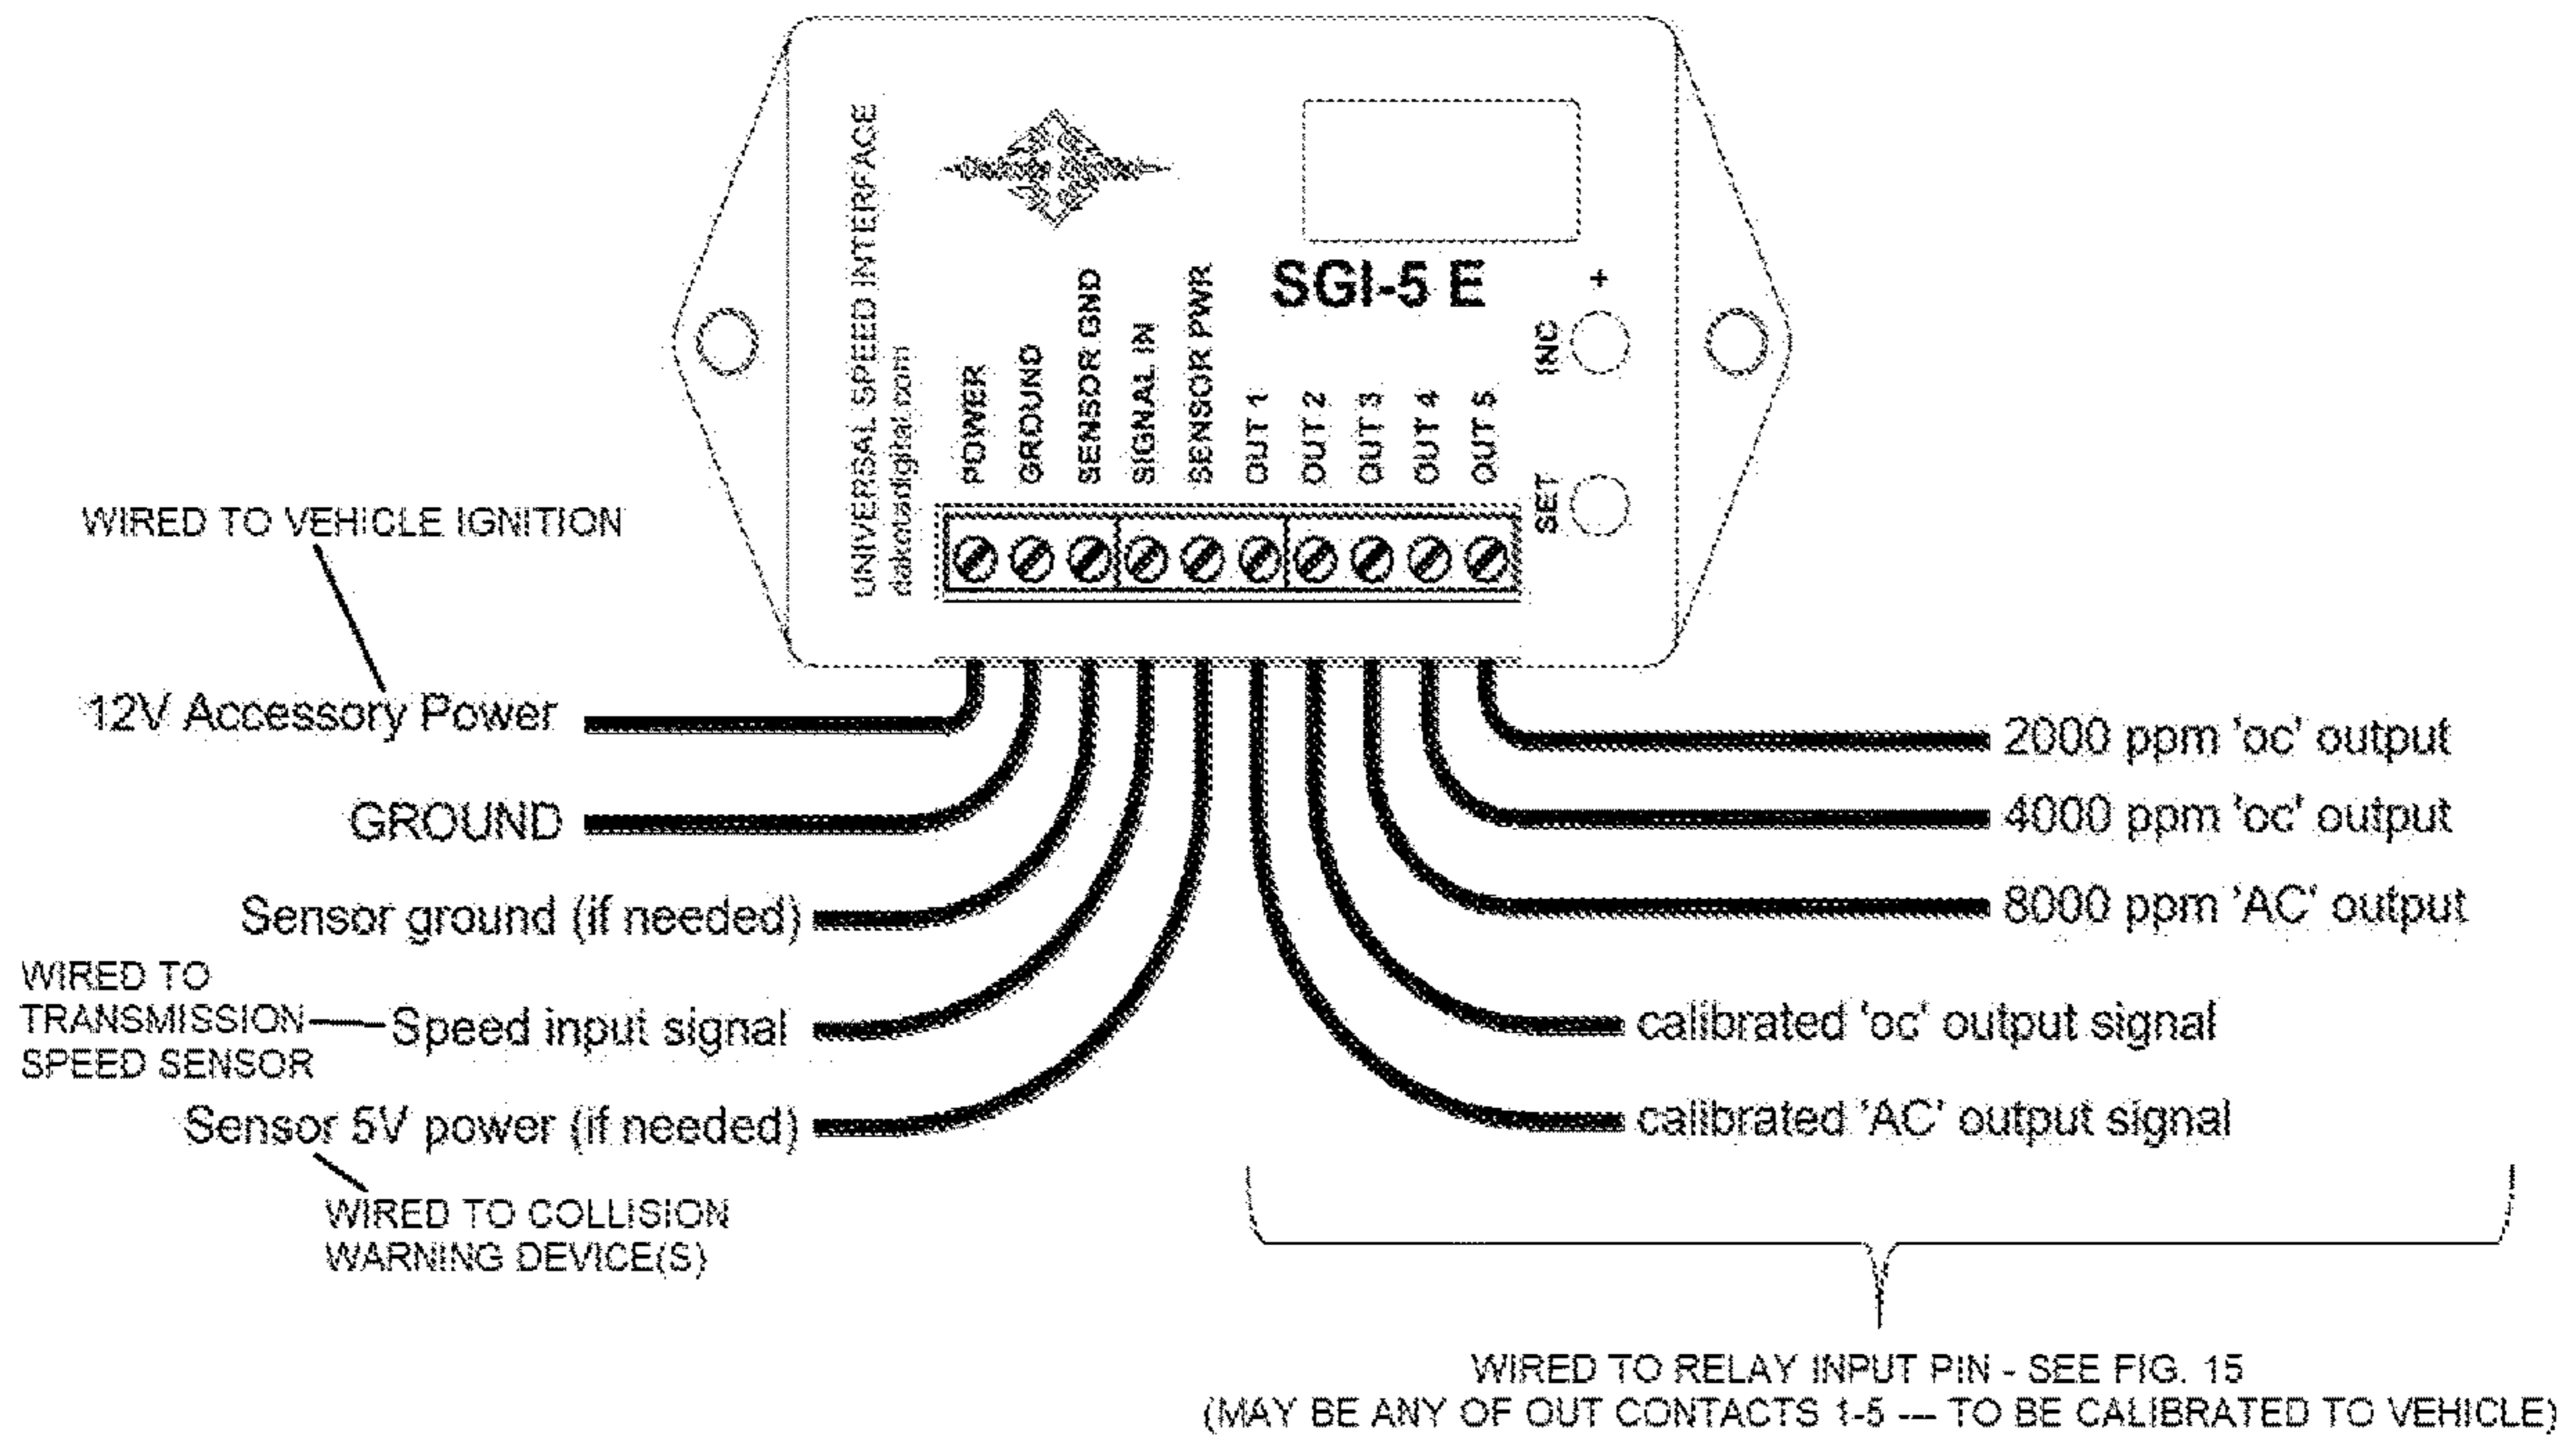 UNIVERSAL SPEED INTERFACE
dakotadigital.com
SGI-5 E
+
INC
SET
POWER
GROUND
SENSOR GND
SIGNAL IN
SENSOR PWR
OUT 1
OUT 2
OUT 3
OUT 4
OUT 5
WIRED TO VEHICLE IGNITION
12V Accessory Power
GROUND
Sensor ground (if needed)
WIRED TO
TRANSMISSION
SPEED SENSOR
Speed input signal
Sensor 5V power (if needed)
WIRED TO COLLISION
WARNING DEVICE(S)
2000 ppm 'oc' output
4000 ppm 'oc' output
8000 ppm 'AC' output
calibrated 'oc' output signal
calibrated 'AC' output signal
WIRED TO RELAY INPUT PIN - SEE FIG. 15
(MAY BE ANY OF OUT CONTACTS 1-5 --- TO BE CALIBRATED TO VEHICLE)